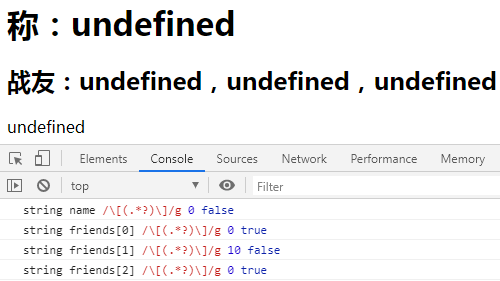 称：undefined
战友：undefined，undefined，undefined
undefined
Elements Console Sources Network Performance Memory
top Filter
string name /\[(.*?)\]/g 0 false
string friends[0] /\[(.*?)\]/g 0 true
string friends[1] /\[(.*?)\]/g 10 false
string friends[2] /\[(.*?)\]/g 0 true